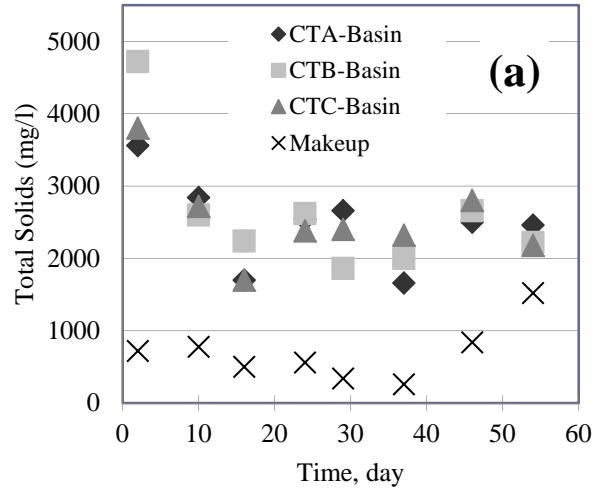 5000
4000
3000
2000
1000
0
Total Solids (mg/l)
CTA-Basin
CTB-Basin
CTC-Basin
Makeup
(a)
0 10 20 30 40 50 60
Time, day